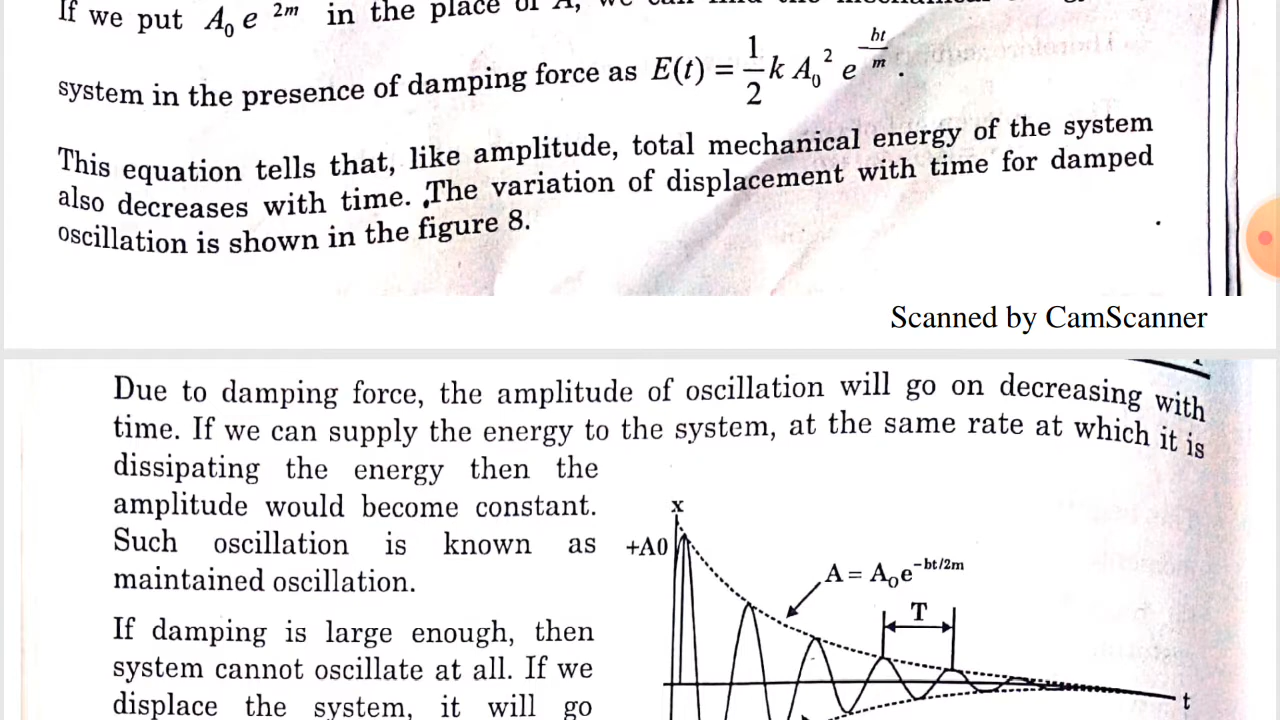 If we put A₀ e 2m in the place of A, we can find the mechanical
system in the presence of damping force as E(t) = 1/2 k A₀² e^(-bt/m).
This equation tells that, like amplitude, total mechanical energy of the system
also decreases with time. The variation of displacement with time for damped
oscillation is shown in the figure 8.
Scanned by CamScanner
Due to damping force, the amplitude of oscillation will go on decreasing with
time. If we can supply the energy to the system, at the same rate at which it is
dissipating the energy then the
amplitude would become constant.
Such oscillation is known as
maintained oscillation.
If damping is large enough, then
system cannot oscillate at all. If we
displace the system, it will go
x
+A0
A = A₀e^(-bt/2m)
T
t